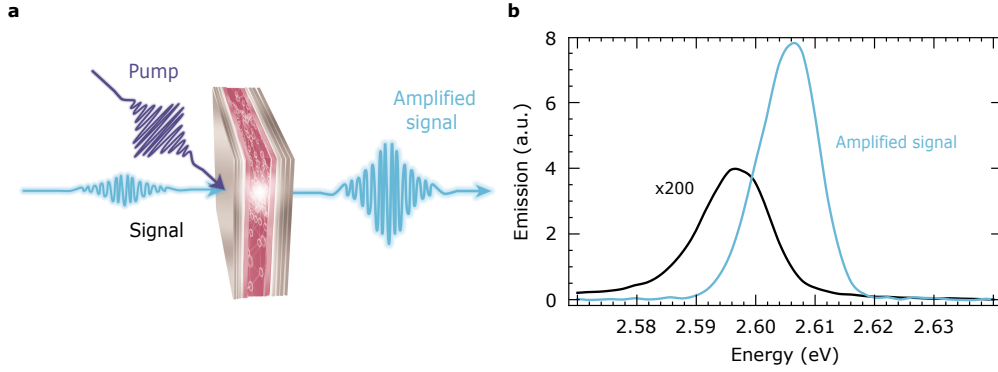 a
Pump
Signal
Amplified
signal
b
Emission (a.u.)
8
6
4
2
0
x200
Amplified signal
2.58
2.59
2.60
2.61
2.62
2.63
Energy (eV)